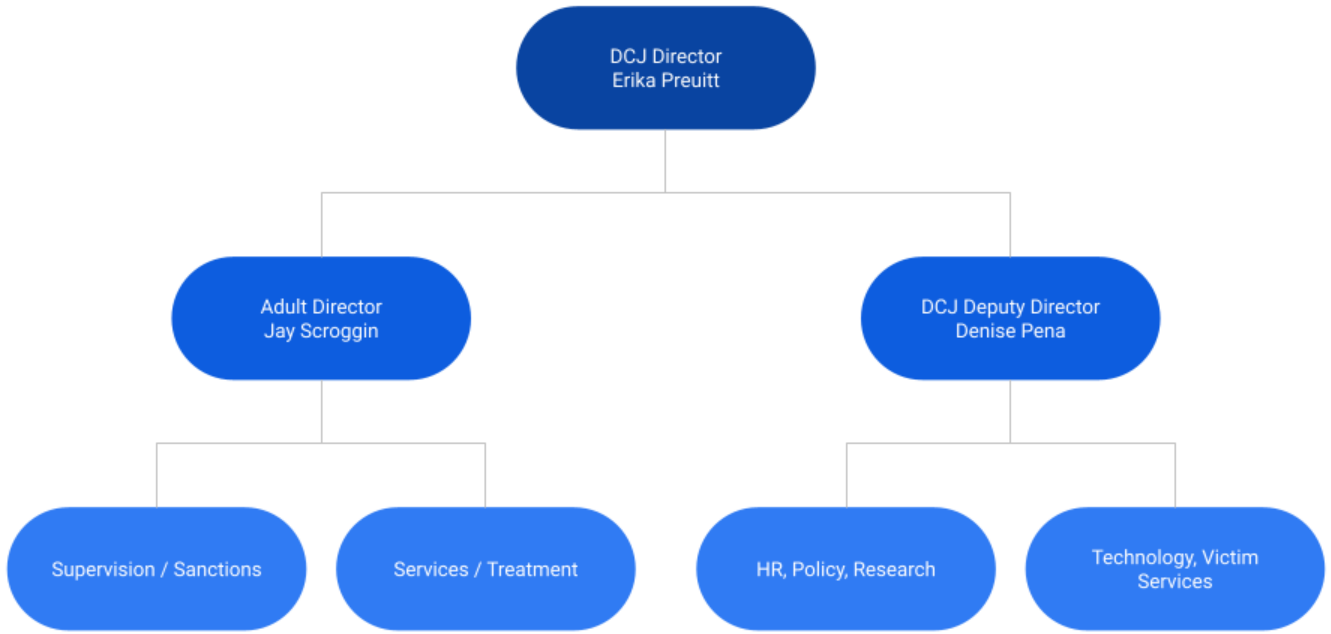 DCJ Director
Erika Preuitt
Adult Director
Jay Scroggin
DCJ Deputy Director
Denise Pena
Supervision / Sanctions
Services / Treatment
HR, Policy, Research
Technology, Victim
Services